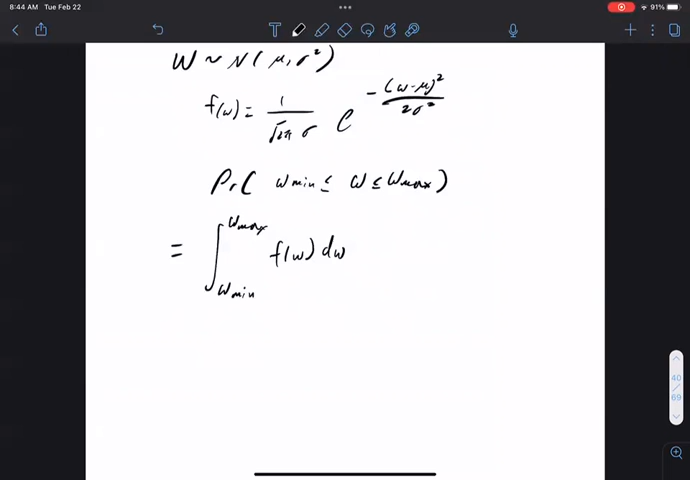 8:44 AM Tue Feb 22
91%
W ~ N(μ, σ²)
f(w) = 1/(√2π σ) e^(-(w-μ)²/2σ²)
Pr( Wmin ≤ W ≤ Wmax)
= ∫_{Wmin}^{Wmax} f(w) dw
40 / 69